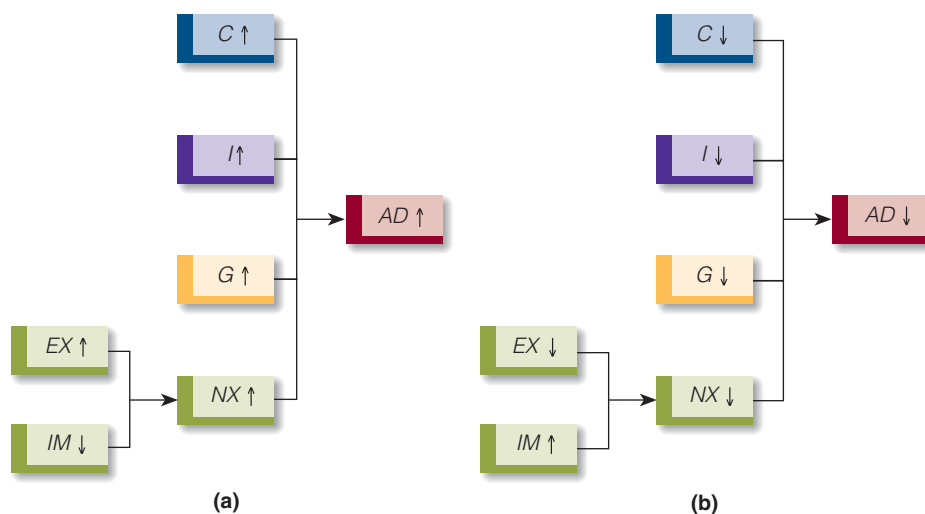 C ↑
I ↑
G ↑
AD ↑
EX ↑
NX ↑
IM ↓
(a)
C ↓
I ↓
G ↓
AD ↓
EX ↓
NX ↓
IM ↑
(b)